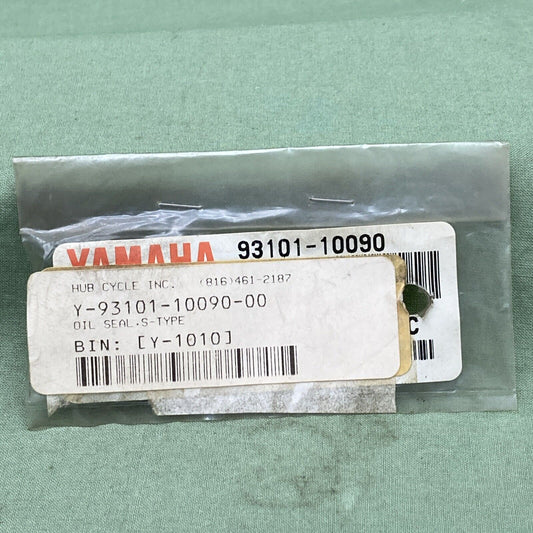 YAMAHA 93101-10090
HUB CYCLE INC. (816)461-2187
Y-93101-10090-00
OIL SEAL,S-TYPE
BIN: [Y-1010]
C